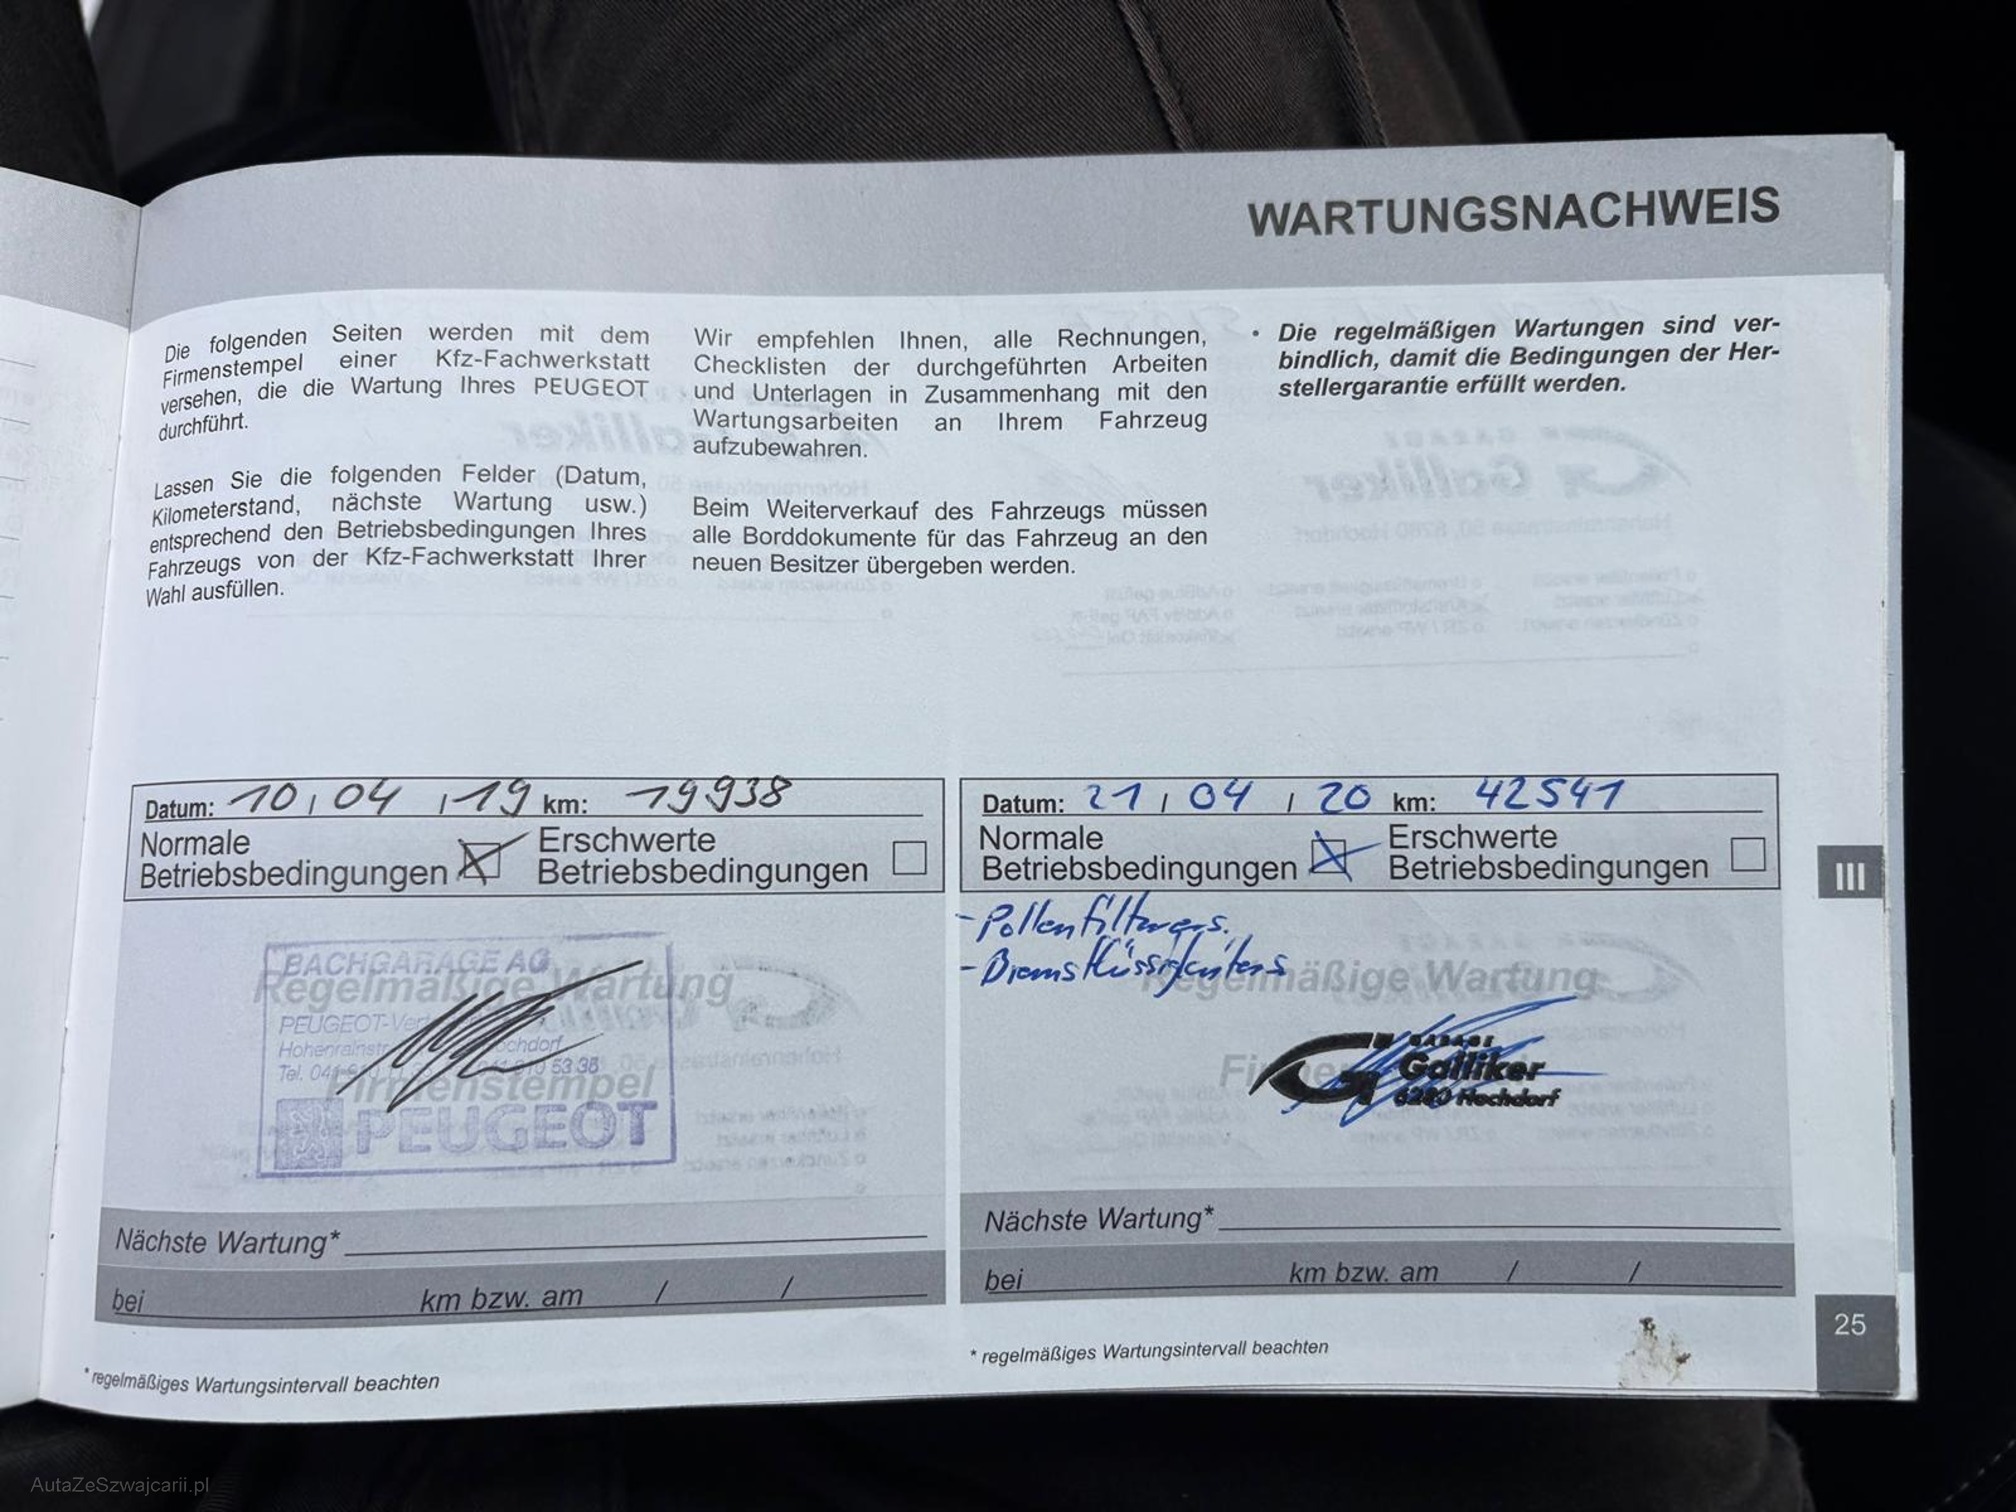 WARTUNGSNACHWEIS
Die folgenden Seiten werden mit dem
Firmenstempel einer Kfz-Fachwerkstatt
versehen, die die Wartung Ihres PEUGEOT
durchführt.
Lassen Sie die folgenden Felder (Datum,
Kilometerstand, nächste Wartung usw.)
entsprechend den Betriebsbedingungen Ihres
Fahrzeugs von der Kfz-Fachwerkstatt Ihrer
Wahl ausfüllen.
Wir empfehlen Ihnen, alle Rechnungen,
Checklisten der durchgeführten Arbeiten
und Unterlagen in Zusammenhang mit den
Wartungsarbeiten an Ihrem Fahrzeug
aufzubewahren.
Beim Weiterverkauf des Fahrzeugs müssen
alle Borddokumente für das Fahrzeug an den
neuen Besitzer übergeben werden.
• Die regelmäßigen Wartungen sind ver-
bindlich, damit die Bedingungen der Her-
stellergarantie erfüllt werden.
Datum: 10 / 04 / 19 km: 19938
Normale
Betriebsbedingungen
Erschwerte
Betriebsbedingungen
BACHGARAGE AG
Regelmäßige Wartung
PEUGEOT
Firmenstempel
PEUGEOT
Nächste Wartung*
bei km bzw. am / /
* regelmäßiges Wartungsintervall beachten
Datum: 21 / 04 / 20 km: 42541
Normale
Betriebsbedingungen
Erschwerte
Betriebsbedingungen
Regelmäßige Wartung
GARAGE
Galliker
6280 Hochdorf
Nächste Wartung*
bei km bzw. am / /
* regelmäßiges Wartungsintervall beachten
III
25
AutaZeSzwajcarii.pl